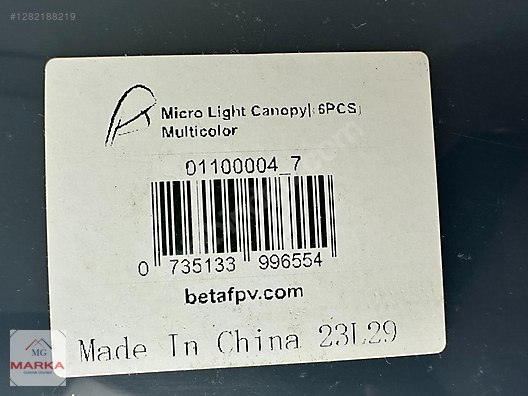 #1282188219
Micro Light Canopy|6PCS|
Multicolor
01100004_7
0 735133 996554
betafpv.com
Made In China 23L29
MG
MARKA